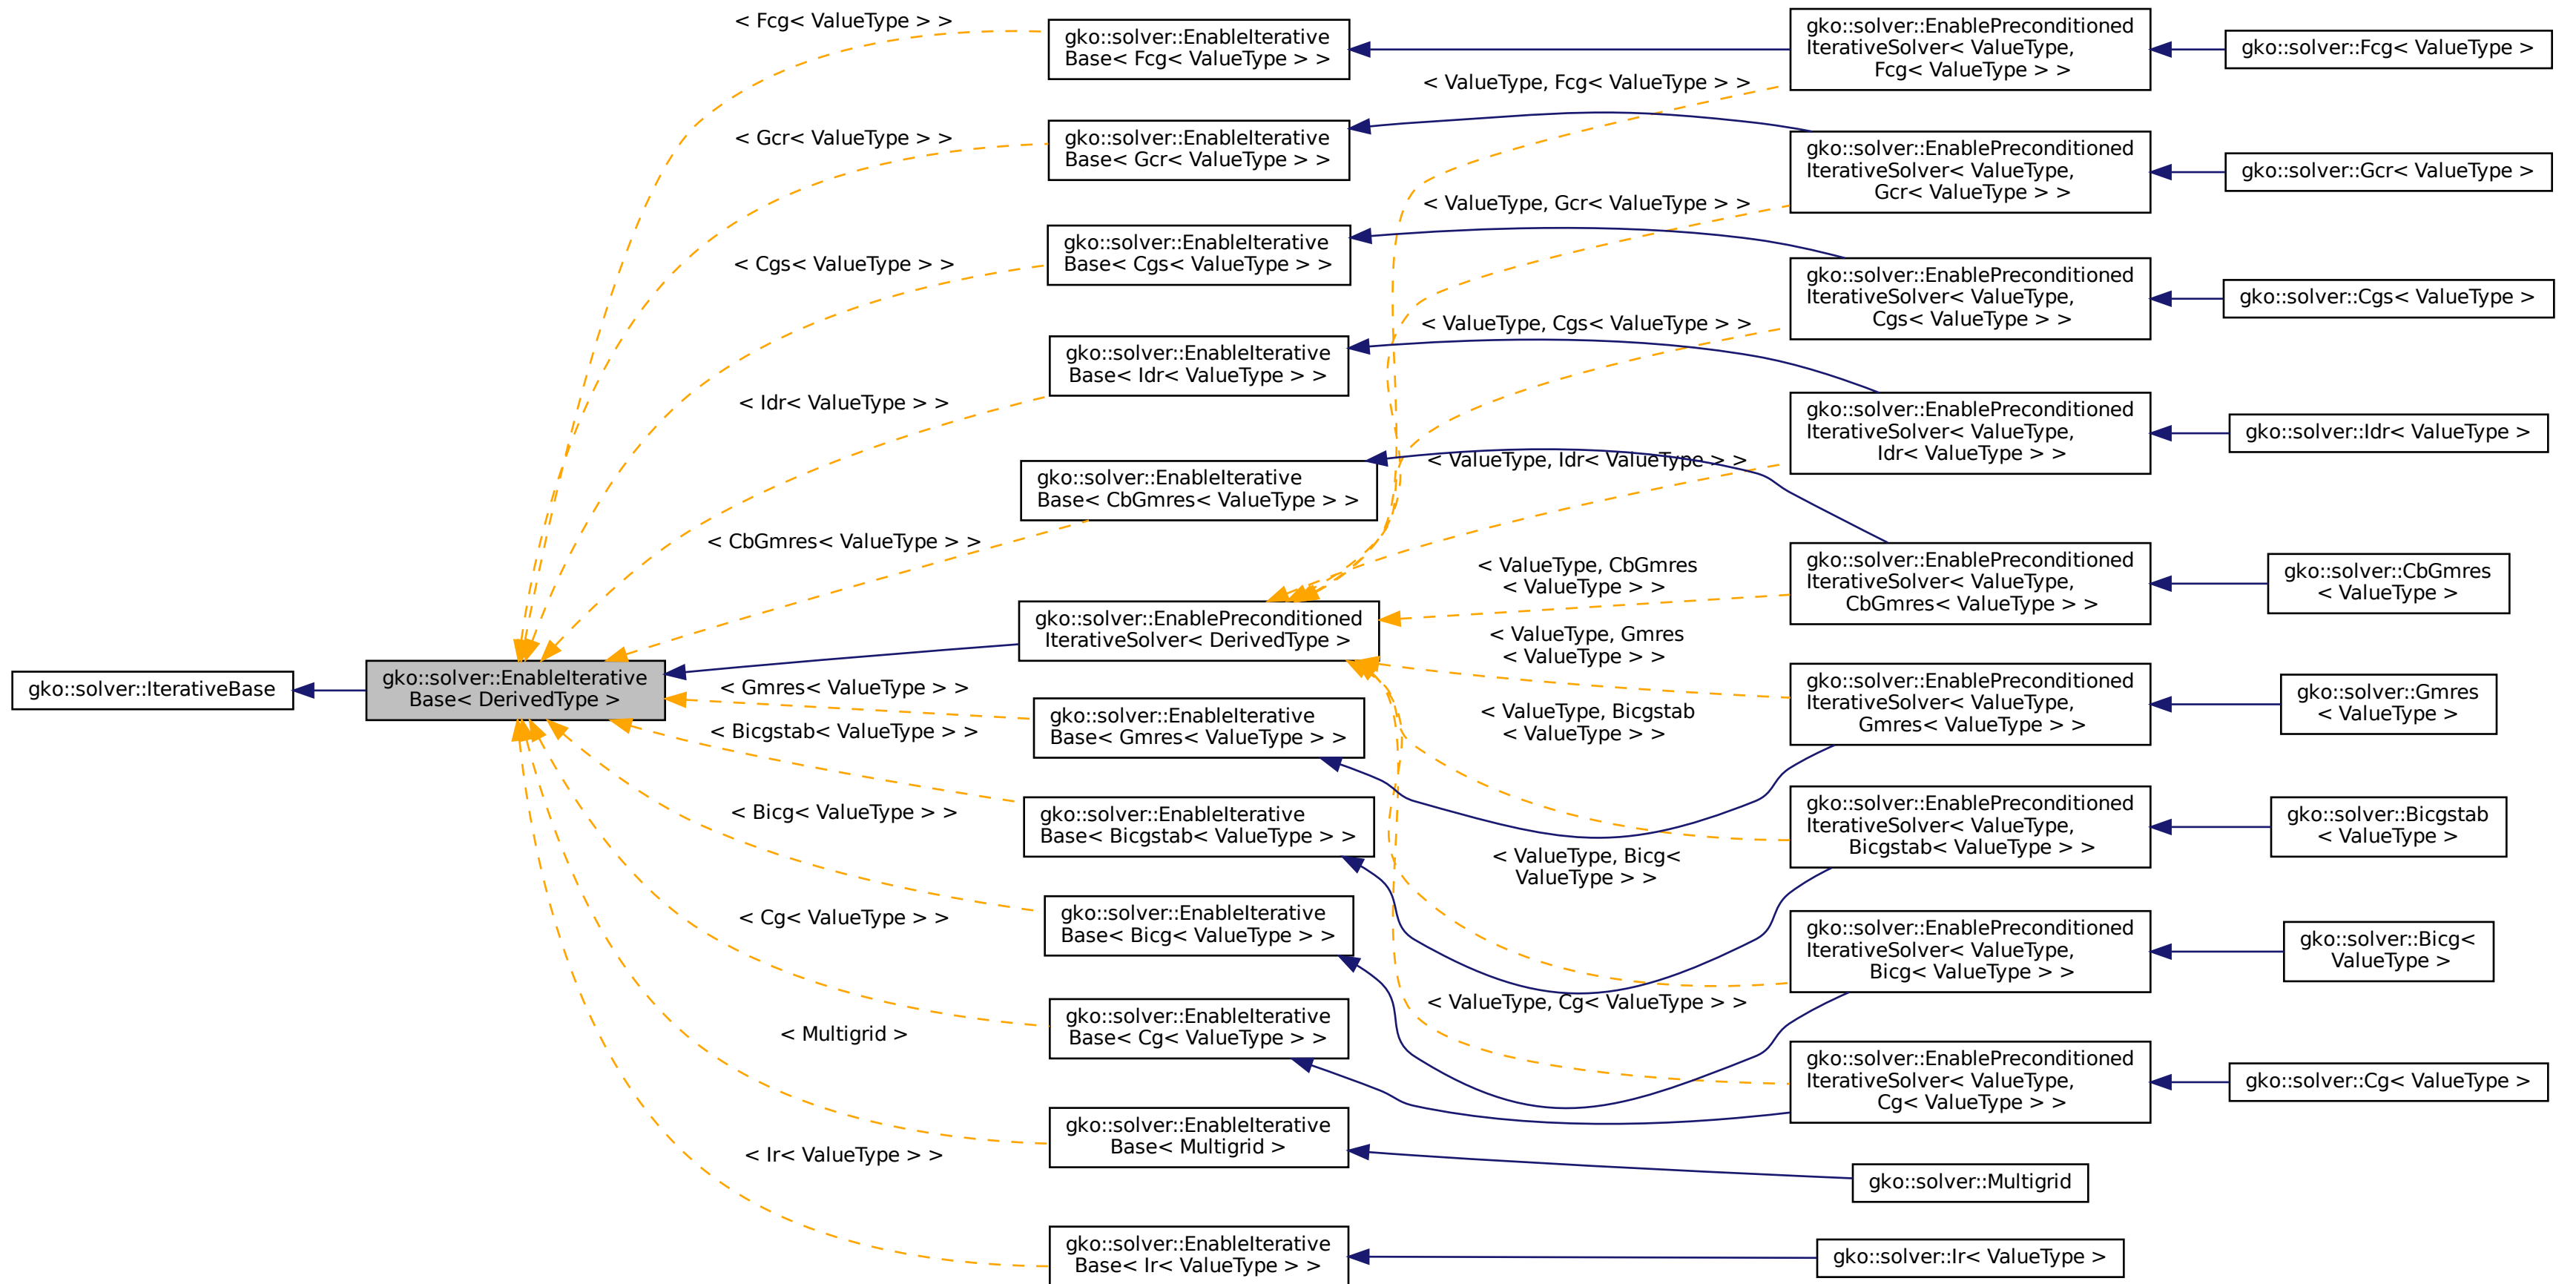 gko::solver::IterativeBase
gko::solver::EnableIterative
Base< DerivedType >
< Fcg< ValueType > >
< Gcr< ValueType > >
< Cgs< ValueType > >
< Idr< ValueType > >
< CbGmres< ValueType > >
< Gmres< ValueType > >
< Bicgstab< ValueType > >
< Bicg< ValueType > >
< Cg< ValueType > >
< Multigrid >
< Ir< ValueType > >
gko::solver::EnableIterative
Base< Fcg< ValueType > >
gko::solver::EnableIterative
Base< Gcr< ValueType > >
gko::solver::EnableIterative
Base< Cgs< ValueType > >
gko::solver::EnableIterative
Base< Idr< ValueType > >
gko::solver::EnableIterative
Base< CbGmres< ValueType > >
gko::solver::EnablePreconditioned
IterativeSolver< DerivedType >
gko::solver::EnableIterative
Base< Gmres< ValueType > >
gko::solver::EnableIterative
Base< Bicgstab< ValueType > >
gko::solver::EnableIterative
Base< Bicg< ValueType > >
gko::solver::EnableIterative
Base< Cg< ValueType > >
gko::solver::EnableIterative
Base< Multigrid >
gko::solver::EnableIterative
Base< Ir< ValueType > >
< ValueType, Fcg< ValueType > >
< ValueType, Gcr< ValueType > >
< ValueType, Cgs< ValueType > >
< ValueType, Idr< ValueType > >
< ValueType, CbGmres
< ValueType > >
< ValueType, Gmres
< ValueType > >
< ValueType, Bicgstab
< ValueType > >
< ValueType, Bicg<
ValueType > >
< ValueType, Cg< ValueType > >
gko::solver::EnablePreconditioned
IterativeSolver< ValueType,
Fcg< ValueType > >
gko::solver::EnablePreconditioned
IterativeSolver< ValueType,
Gcr< ValueType > >
gko::solver::EnablePreconditioned
IterativeSolver< ValueType,
Cgs< ValueType > >
gko::solver::EnablePreconditioned
IterativeSolver< ValueType,
Idr< ValueType > >
gko::solver::EnablePreconditioned
IterativeSolver< ValueType,
CbGmres< ValueType > >
gko::solver::EnablePreconditioned
IterativeSolver< ValueType,
Gmres< ValueType > >
gko::solver::EnablePreconditioned
IterativeSolver< ValueType,
Bicgstab< ValueType > >
gko::solver::EnablePreconditioned
IterativeSolver< ValueType,
Bicg< ValueType > >
gko::solver::EnablePreconditioned
IterativeSolver< ValueType,
Cg< ValueType > >
gko::solver::Multigrid
gko::solver::Ir< ValueType >
gko::solver::Fcg< ValueType >
gko::solver::Gcr< ValueType >
gko::solver::Cgs< ValueType >
gko::solver::Idr< ValueType >
gko::solver::CbGmres
< ValueType >
gko::solver::Gmres
< ValueType >
gko::solver::Bicgstab
< ValueType >
gko::solver::Bicg<
ValueType >
gko::solver::Cg< ValueType >